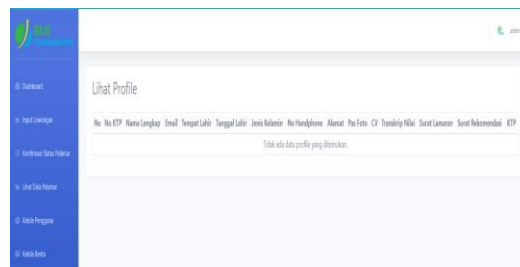 BPJS
admin
Dashboard
Input Lowongan
Konfirmasi Status Pelamar
Lihat Data Pelamar
Kelola Pengguna
Kelola Berita
Lihat Profile
No No KTP Nama Lengkap Email Tempat Lahir Tanggal Lahir Jenis Kelamin No Handphone Alamat Pas Foto CV Transkrip Nilai Surat Lamaran Surat Rekomendasi KTP
Tidak ada data profile yang ditemukan.